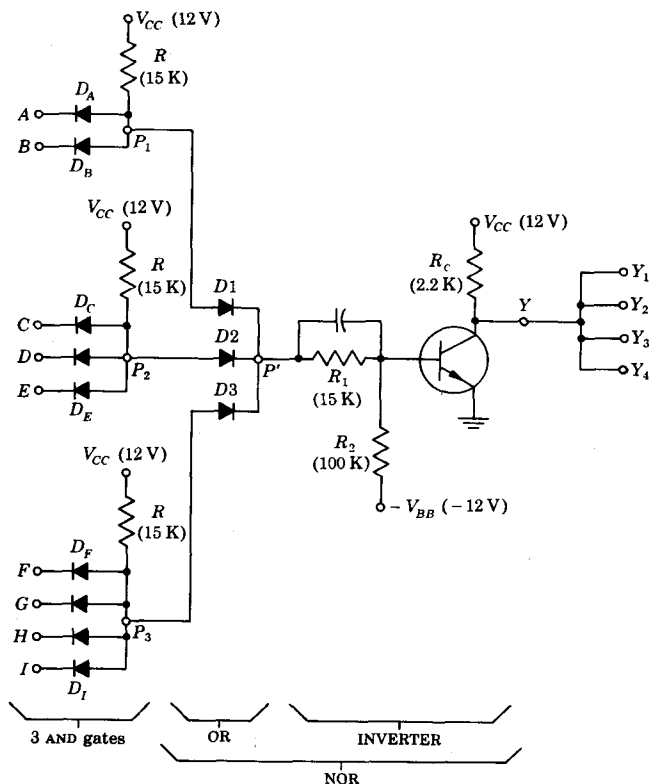 V_CC (12 V)
R
(15 K)
D_A
A
B
P_1
D_B
V_CC (12 V)
R
(15 K)
D_C
C
D
E
P_2
D_E
V_CC (12 V)
R
(15 K)
D_F
F
G
H
I
P_3
D_I
D1
D2
D3
P'
R_1
(15 K)
R_2
(100 K)
-V_BB (-12 V)
V_CC (12 V)
R_c
(2.2 K)
Y
Y_1
Y_2
Y_3
Y_4
3 AND gates
OR
INVERTER
NOR